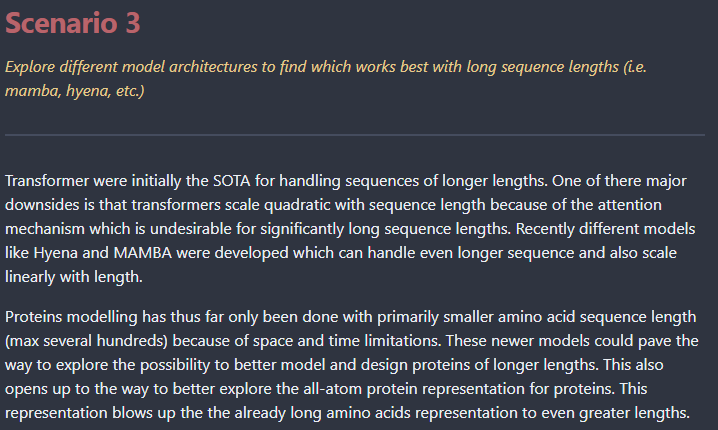 Scenario 3
Explore different model architectures to find which works best with long sequence lengths (i.e.
mamba, hyena, etc.)
Transformer were initially the SOTA for handling sequences of longer lengths. One of there major
downsides is that transformers scale quadratic with sequence length because of the attention
mechanism which is undesirable for significantly long sequence lengths. Recently different models
like Hyena and MAMBA were developed which can handle even longer sequence and also scale
linearly with length.
Proteins modelling has thus far only been done with primarily smaller amino acid sequence length
(max several hundreds) because of space and time limitations. These newer models could pave the
way to explore the possibility to better model and design proteins of longer lengths. This also
opens up to the way to better explore the all-atom protein representation for proteins. This
representation blows up the the already long amino acids representation to even greater lengths.